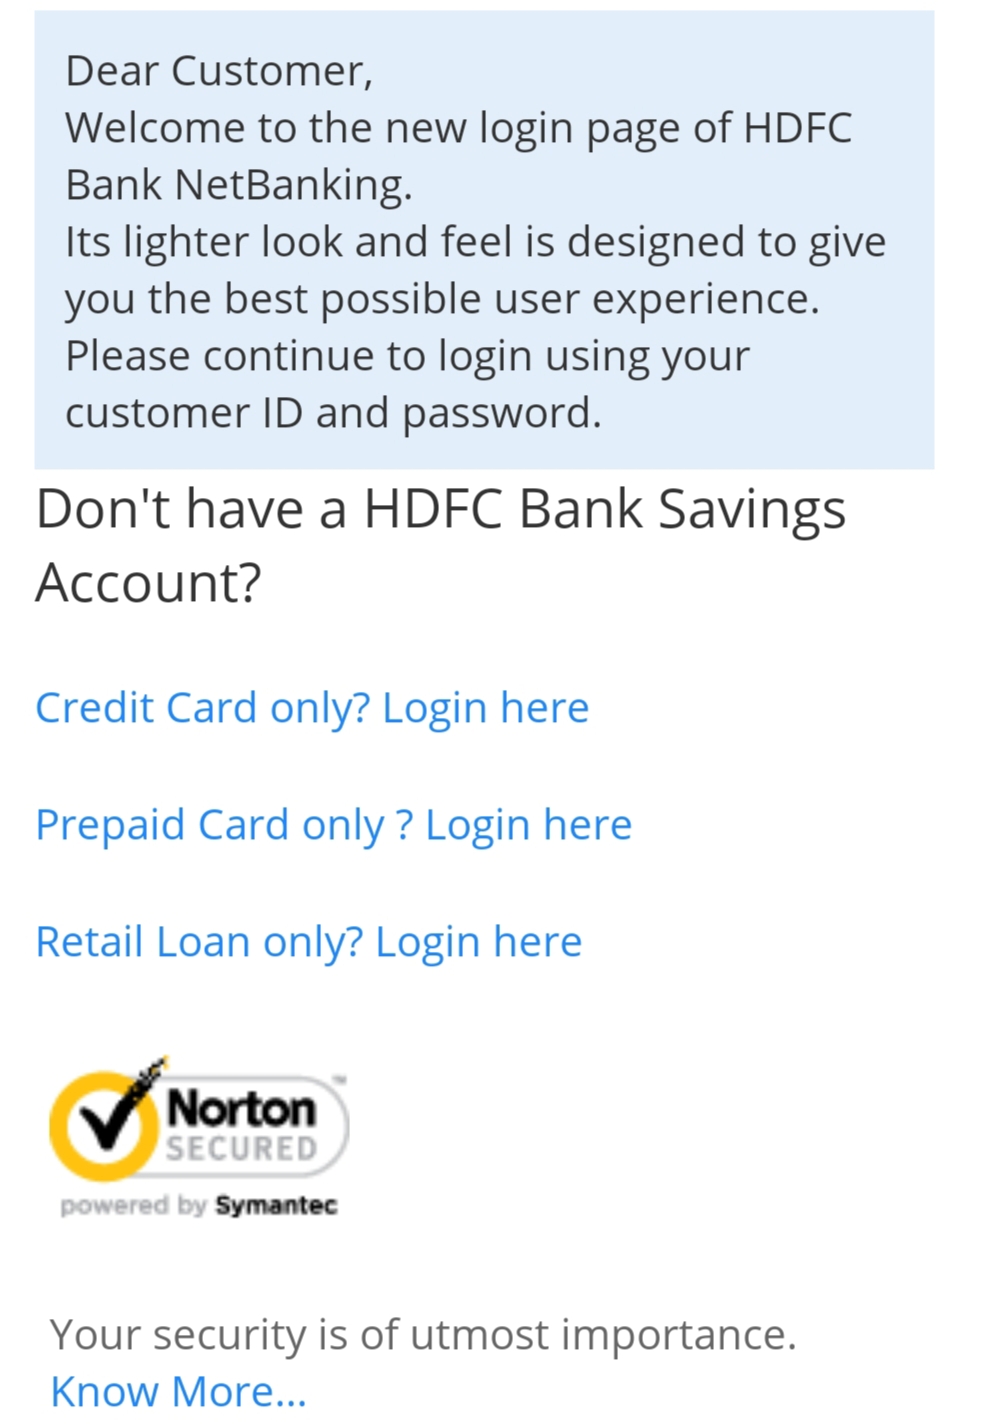 Dear Customer,
Welcome to the new login page of HDFC
Bank NetBanking.
Its lighter look and feel is designed to give
you the best possible user experience.
Please continue to login using your
customer ID and password.
Don't have a HDFC Bank Savings
Account?
Credit Card only? Login here
Prepaid Card only ? Login here
Retail Loan only? Login here
Norton
SECURED
powered by Symantec
Your security is of utmost importance.
Know More...